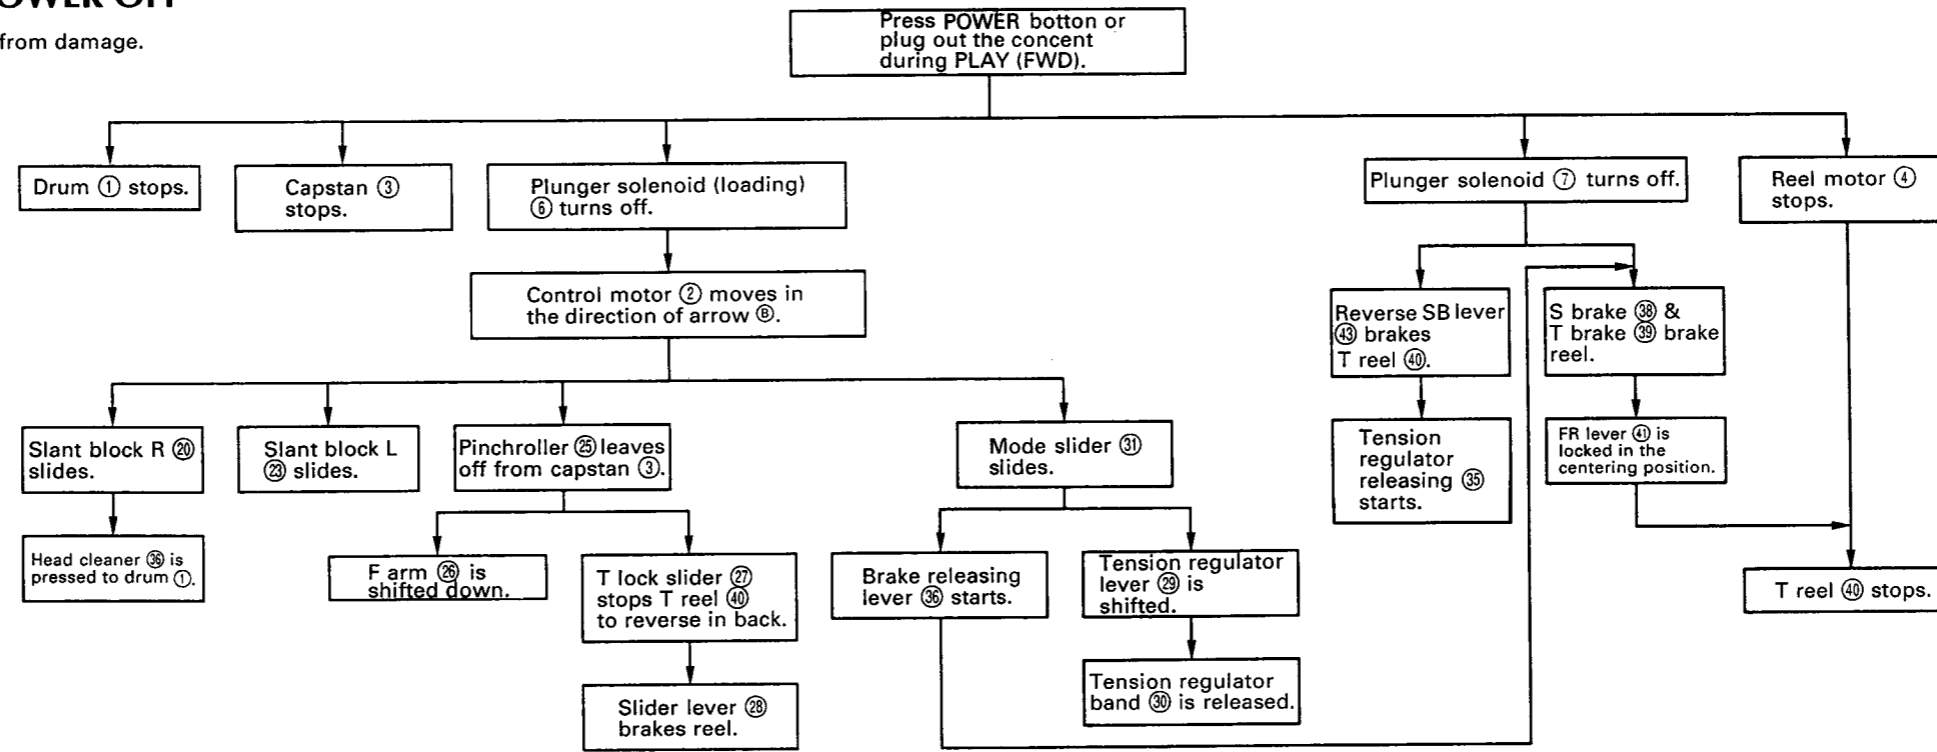 POWER Off
from damage.
Press POWER botton or
plug out the concent
during PLAY (FWD).
Drum ① stops.
Capstan ③
stops.
Plunger solenoid (loading)
⑥ turns off.
Plunger solenoid ⑦ turns off.
Reel motor ④
stops.
Control motor ② moves in
the direction of arrow Ⓑ.
Reverse SB lever
㊸ brakes
T reel ㊵.
S brake ㊳ &
T brake ㊴ brake
reel.
Slant block R ⑳
slides.
Slant block L
㉓ slides.
Pinchroller ㉕ leaves
off from capstan ③.
Mode slider ㉛
slides.
Tension
regulator
releasing ㉟
starts.
FR lever ㊶ is
locked in the
centering position.
Head cleaner ㊱ is
pressed to drum ①.
F arm ㉖ is
shifted down.
T lock slider ㉗
stops T reel ㊵
to reverse in back.
Brake releasing
lever ㊱ starts.
Tension regulator
lever ㉙ is
shifted.
T reel ㊵ stops.
Slider lever ㉘
brakes reel.
Tension regulator
band ㉚ is released.